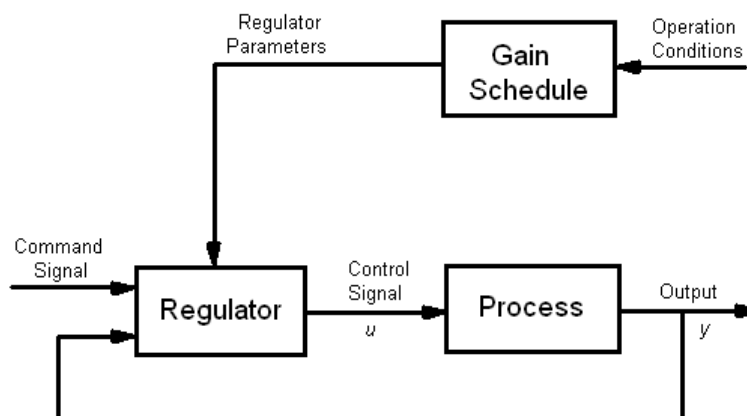 Regulator
Parameters
Gain
Schedule
Operation
Conditions
Command
Signal
Regulator
Control
Signal
u
Process
Output
y